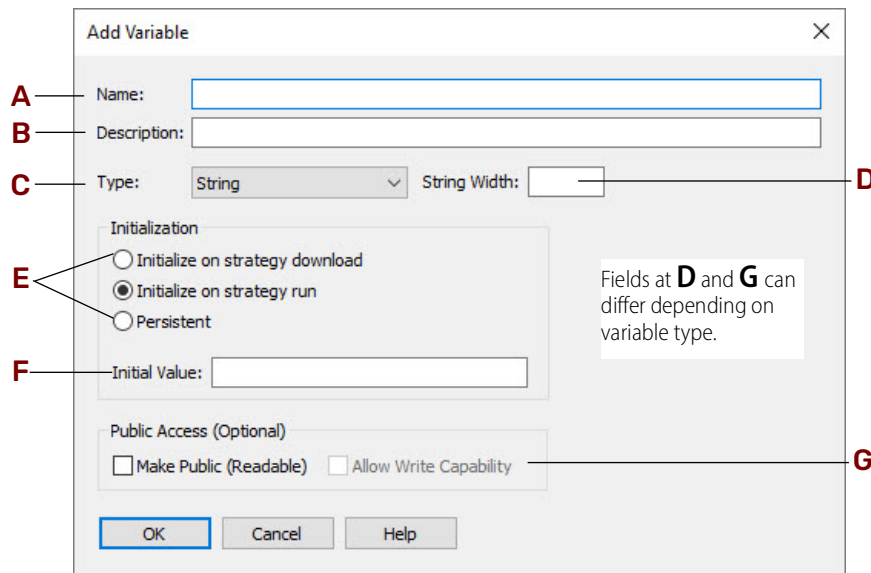 Add Variable
A Name:
B Description:
C Type: String String Width: D
Initialization
E
Initialize on strategy download
Initialize on strategy run
Persistent
Fields at D and G can
differ depending on
variable type.
F Initial Value:
Public Access (Optional)
Make Public (Readable) Allow Write Capability G
OK Cancel Help